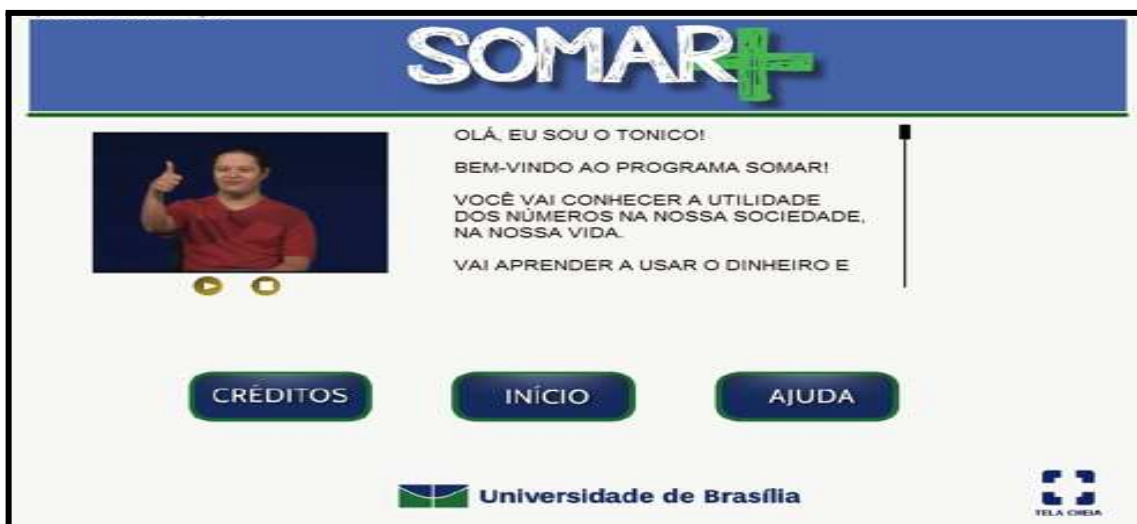 SOMAR+
OLÁ, EU SOU O TONICO!
BEM-VINDO AO PROGRAMA SOMAR!
VOCÊ VAI CONHECER A UTILIDADE
DOS NÚMEROS NA NOSSA SOCIEDADE,
NA NOSSA VIDA.
VAI APRENDER A USAR O DINHEIRO E
CRÉDITOS
INÍCIO
AJUDA
Universidade de Brasília
TELA CHEIA